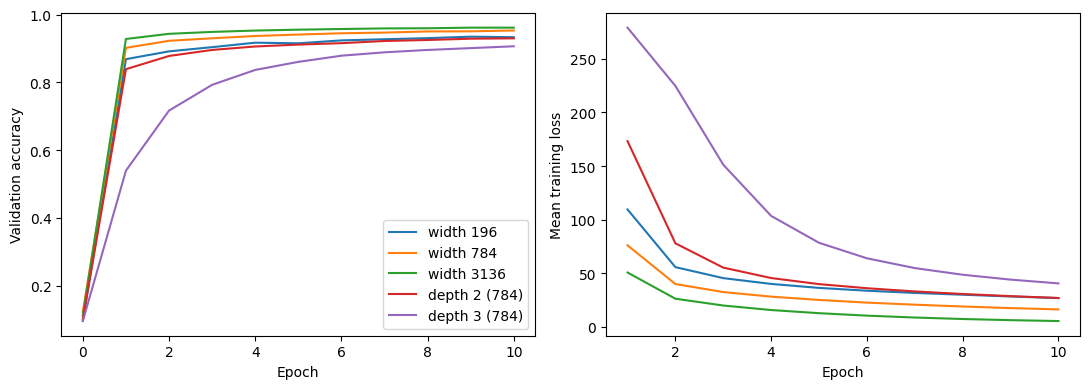 1.0
0.8
0.6
0.4
0.2
Validation accuracy
0 2 4 6 8 10
Epoch
width 196
width 784
width 3136
depth 2 (784)
depth 3 (784)
250
200
150
100
50
0
Mean training loss
2 4 6 8 10
Epoch